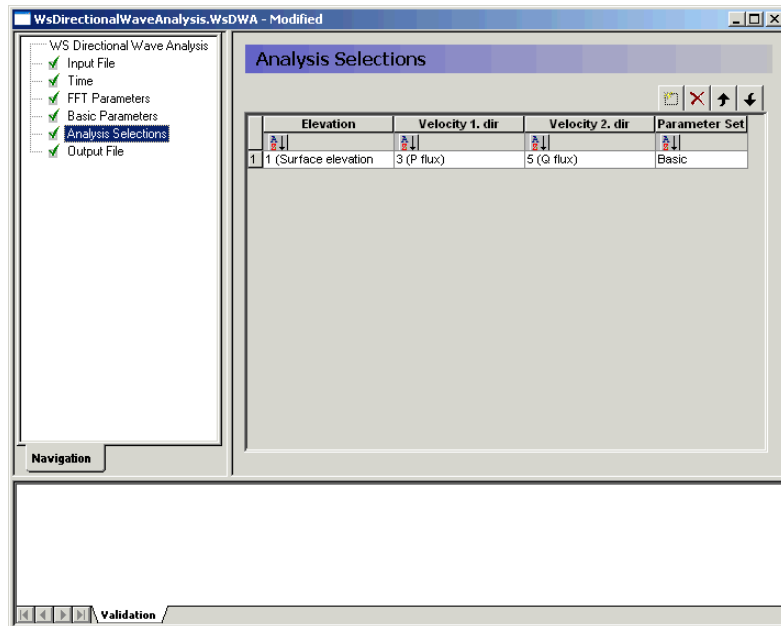 WsDirectionalWaveAnalysis.WsDWA - Modified
WS Directional Wave Analysis
Input File
Time
FFT Parameters
Basic Parameters
Analysis Selections
Output File
Navigation
Analysis Selections
Elevation Velocity 1. dir Velocity 2. dir Parameter Set
1 1 (Surface elevation 3 (P flux) 5 (Q flux) Basic
Validation